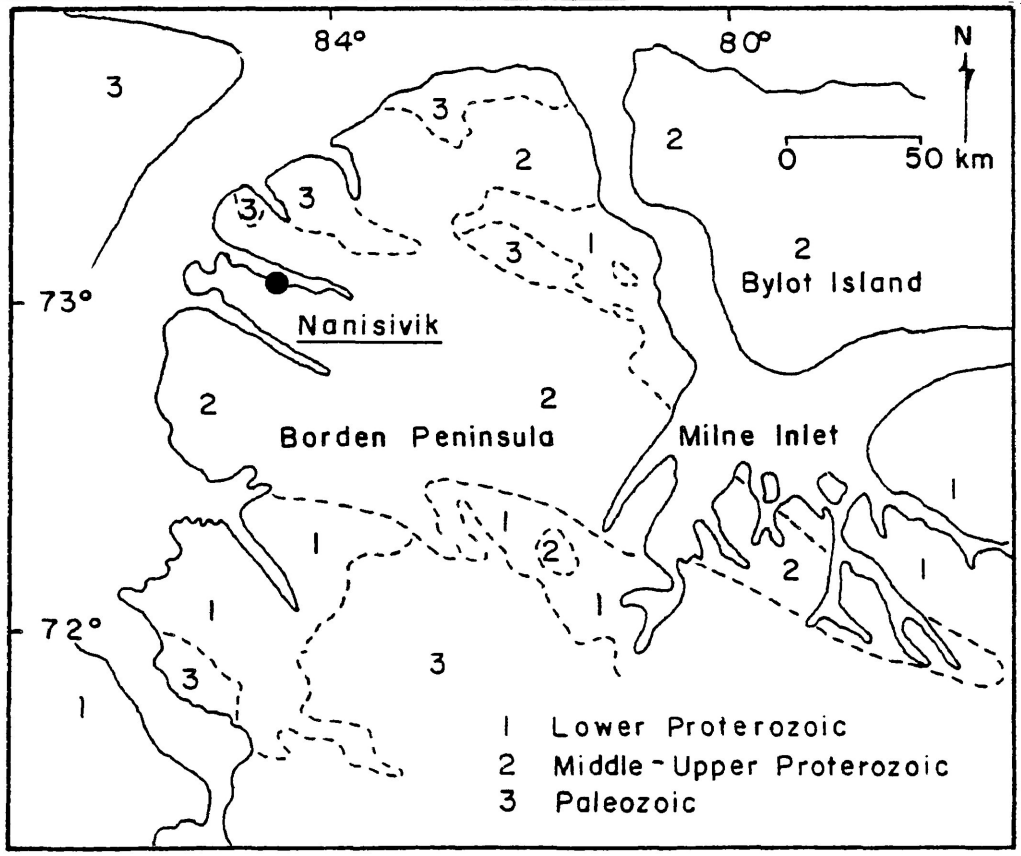 84° 80° N
3
3
2 2
0 50 km
3 3
3 1 2
Bylot Island
73°
Nanisivik
2 2
Borden Peninsula Milne Inlet
1
1 1
2 2 1
1 1
72°
3 3
1
1 Lower Proterozoic
2 Middle-Upper Proterozoic
3 Paleozoic